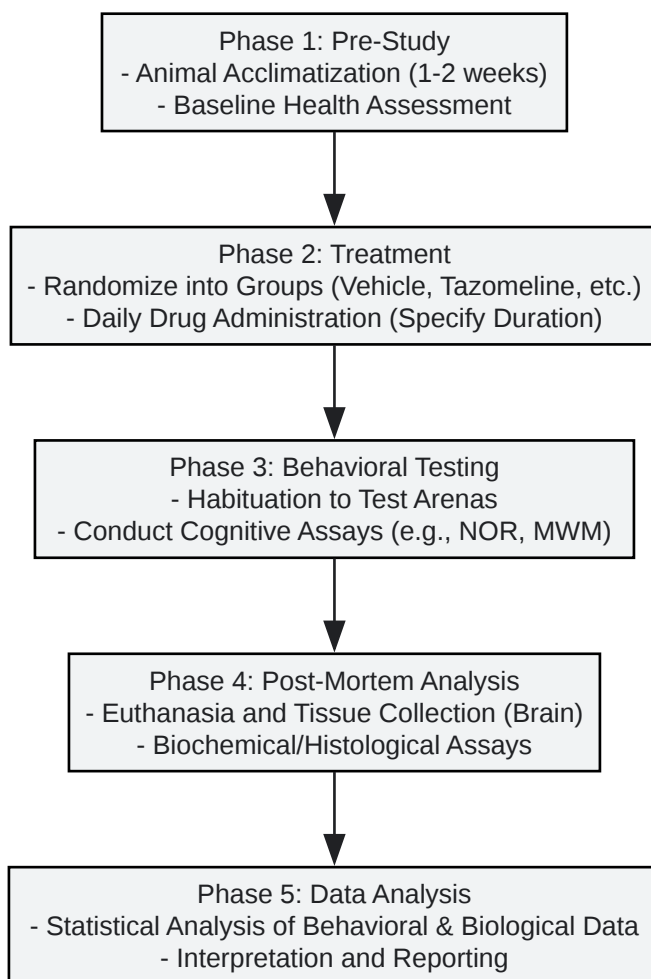 Phase 1: Pre-Study
- Animal Acclimatization (1-2 weeks)
- Baseline Health Assessment
Phase 2: Treatment
- Randomize into Groups (Vehicle, Tazomeline, etc.)
- Daily Drug Administration (Specify Duration)
Phase 3: Behavioral Testing
- Habituation to Test Arenas
- Conduct Cognitive Assays (e.g., NOR, MWM)
Phase 4: Post-Mortem Analysis
- Euthanasia and Tissue Collection (Brain)
- Biochemical/Histological Assays
Phase 5: Data Analysis
- Statistical Analysis of Behavioral & Biological Data
- Interpretation and Reporting